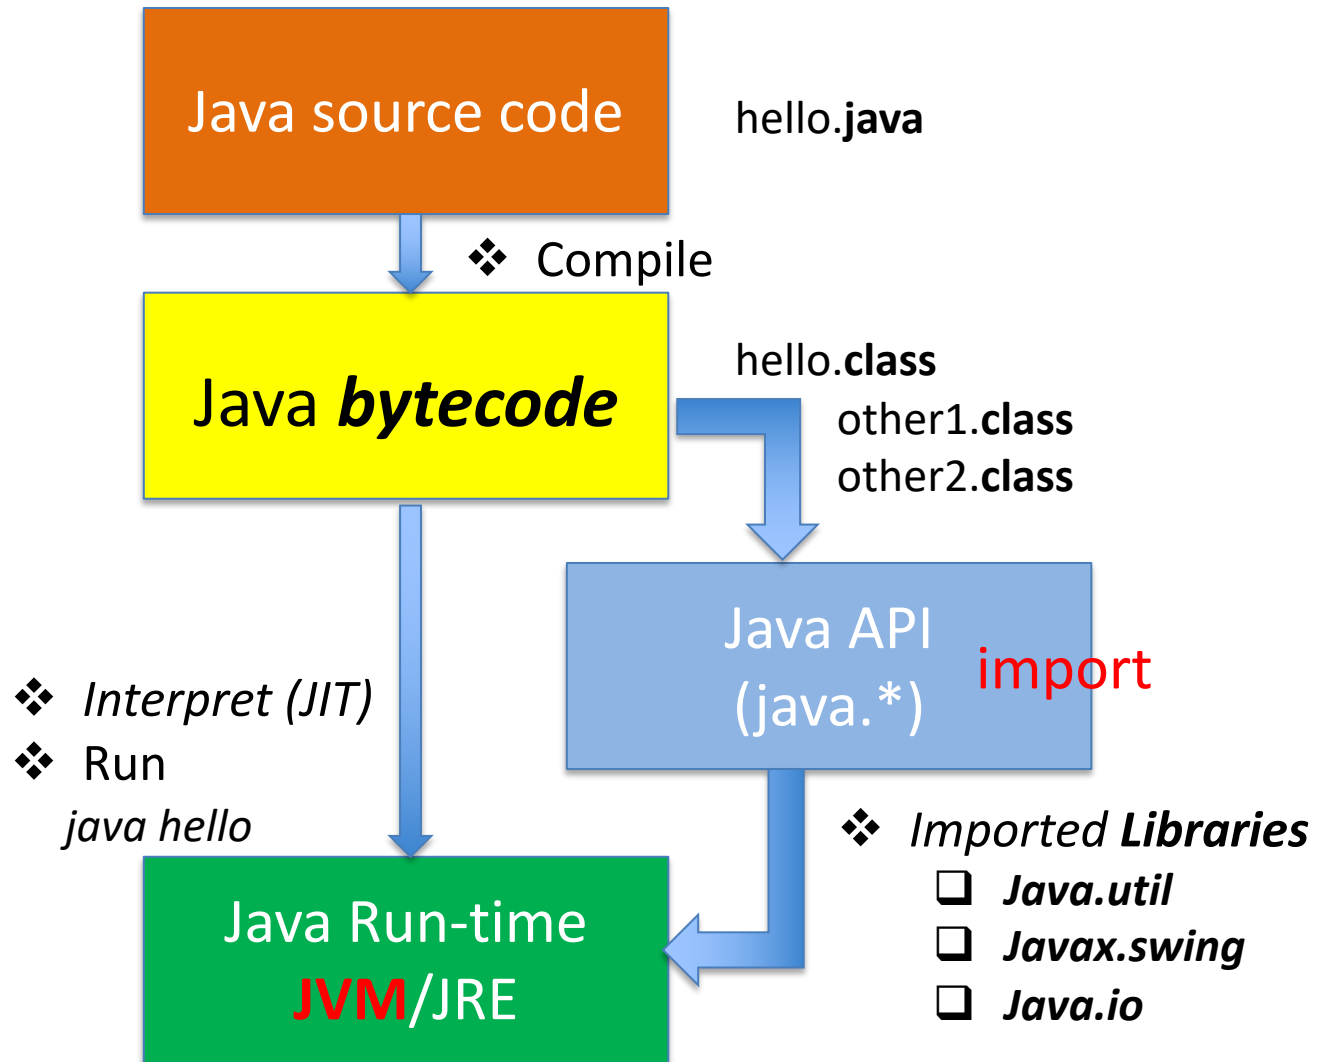 Java source code
hello.java
❖ Compile
Java bytecode
hello.class
other1.class
other2.class
Java API
(java.*)
import
❖ Interpret (JIT)
❖ Run
java hello
❖ Imported Libraries
❑ Java.util
❑ Javax.swing
❑ Java.io
Java Run-time
JVM/JRE